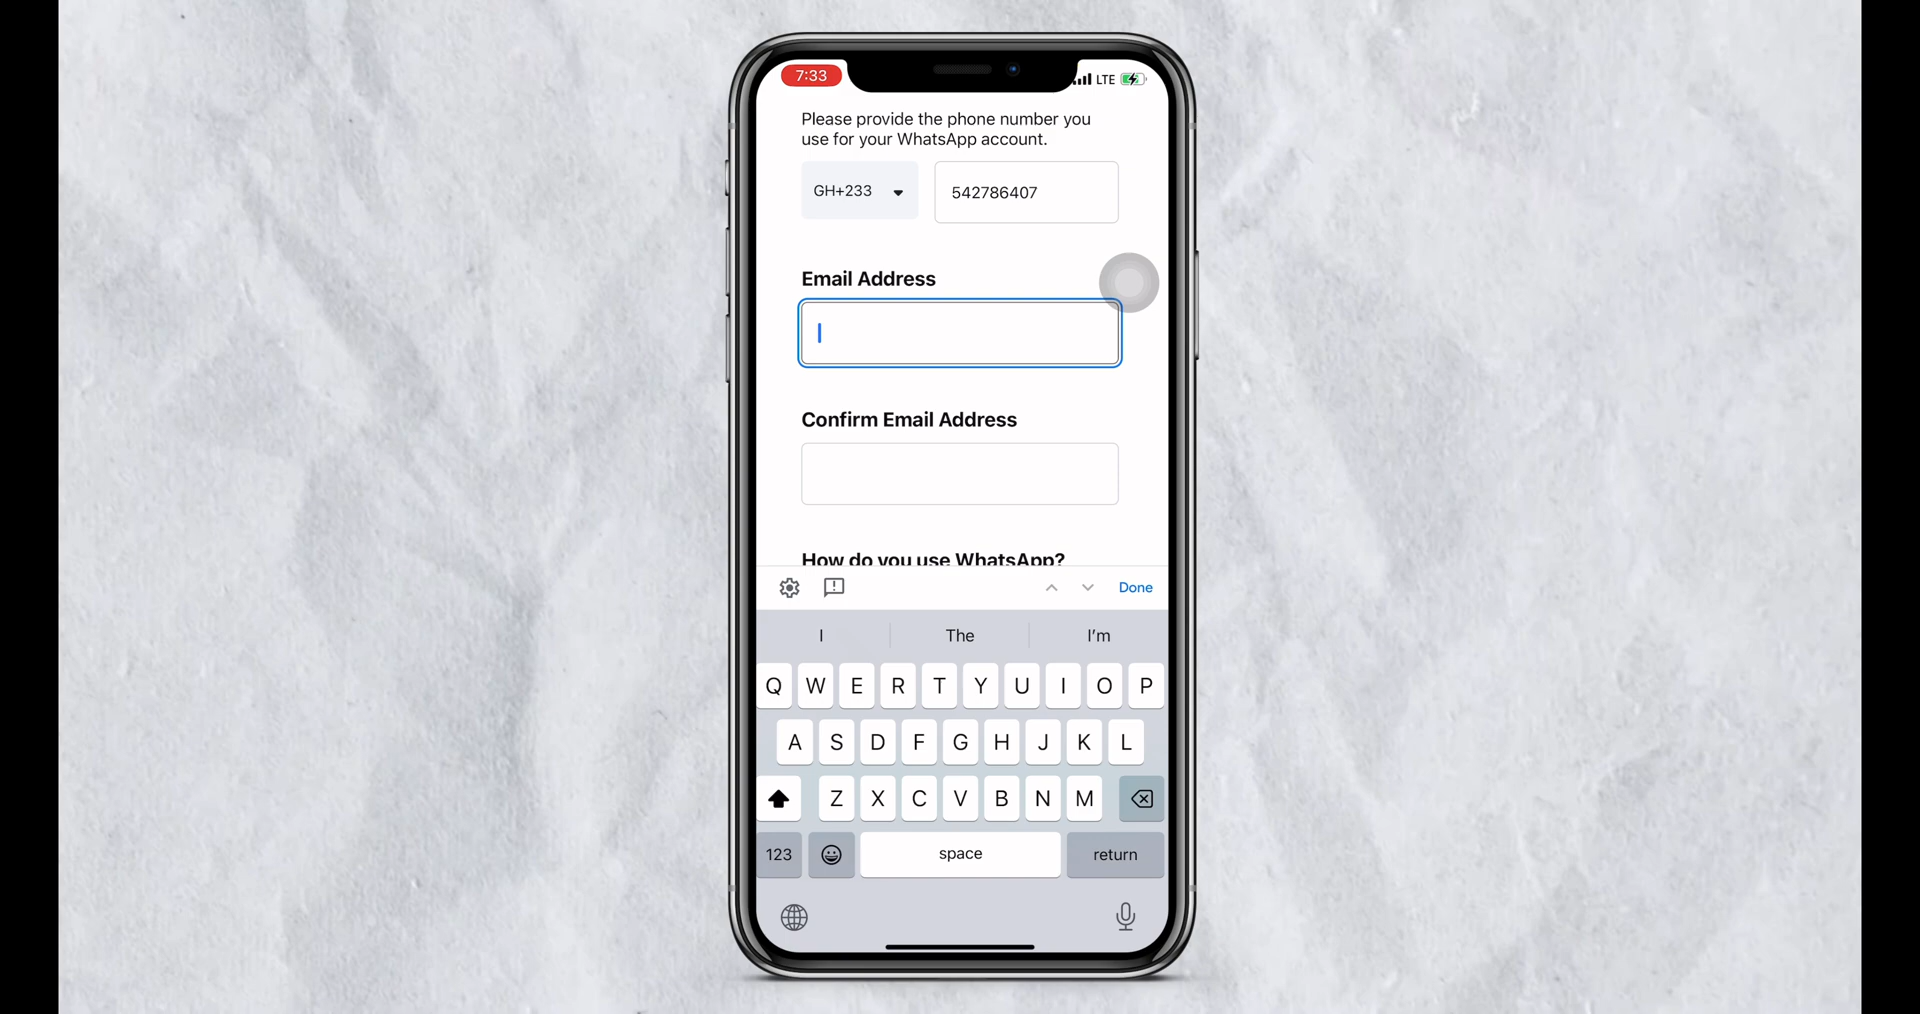 7:33
LTE
Please provide the phone number you
use for your WhatsApp account.
GH+233
542786407
Email Address
Confirm Email Address
How do you use WhatsApp?
Done
I
The
I'm
Q W E R T Y U I O P
A S D F G H J K L
Z X C V B N M
123
space
return